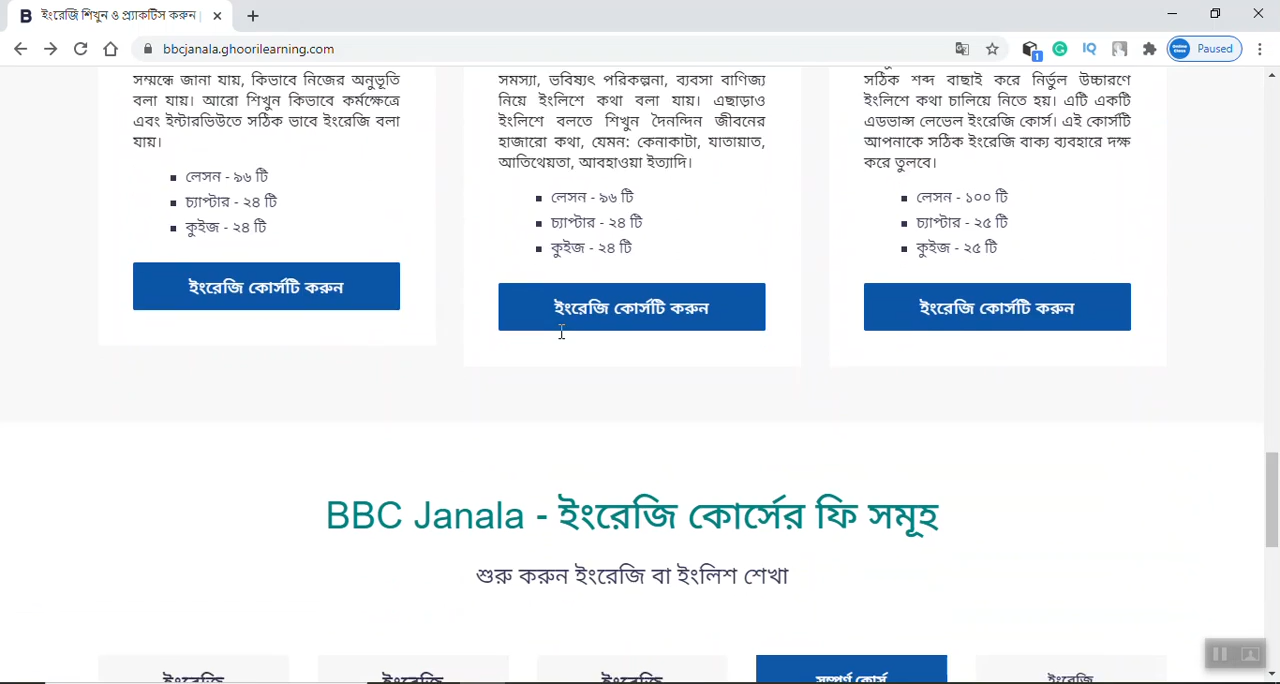 ইংরেজি শিখুন ও প্র্যাকটিস করুন
bbcjanala.ghoorilearning.com
1
Paused
সম্মন্ধে জানা যায়, কিভাবে নিজের অনুভূতি
বলা যায়। আরো শিখুন কিভাবে কর্মক্ষেত্রে
এবং ইন্টারভিউতে সঠিক ভাবে ইংরেজি বলা
যায়।
লেসন - ৯৬ টি
চ্যাপ্টার - ২৪ টি
কুইজ - ২৪ টি
ইংরেজি কোর্সটি করুন
সমস্যা, ভবিষ্যৎ পরিকল্পনা, ব্যবসা বাণিজ্য
নিয়ে ইংলিশে কথা বলা যায়। এছাড়াও
ইংলিশে বলতে শিখুন দৈনন্দিন জীবনের
হাজারো কথা, যেমন: কেনাকাটা, যাতায়াত,
আতিথেয়তা, আবহাওয়া ইত্যাদি।
লেসন - ৯৬ টি
চ্যাপ্টার - ২৪ টি
কুইজ - ২৪ টি
ইংরেজি কোর্সটি করুন
সঠিক শব্দ বাছাই করে নির্ভুল উচ্চারণে
ইংলিশে কথা চালিয়ে নিতে হয়। এটি একটি
এডভান্স লেভেল ইংরেজি কোর্স। এই কোর্সটি
আপনাকে সঠিক ইংরেজি বাক্য ব্যবহারে দক্ষ
করে তুলবে।
লেসন - ১০০ টি
চ্যাপ্টার - ২৫ টি
কুইজ - ২৫ টি
ইংরেজি কোর্সটি করুন
BBC Janala - ইংরেজি কোর্সের ফি সমূহ
শুরু করুন ইংরেজি বা ইংলিশ শেখা
ইংরেজি
ইংরেজি
ইংরেজি
সম্পূর্ণ কোর্স
ইংরেজি